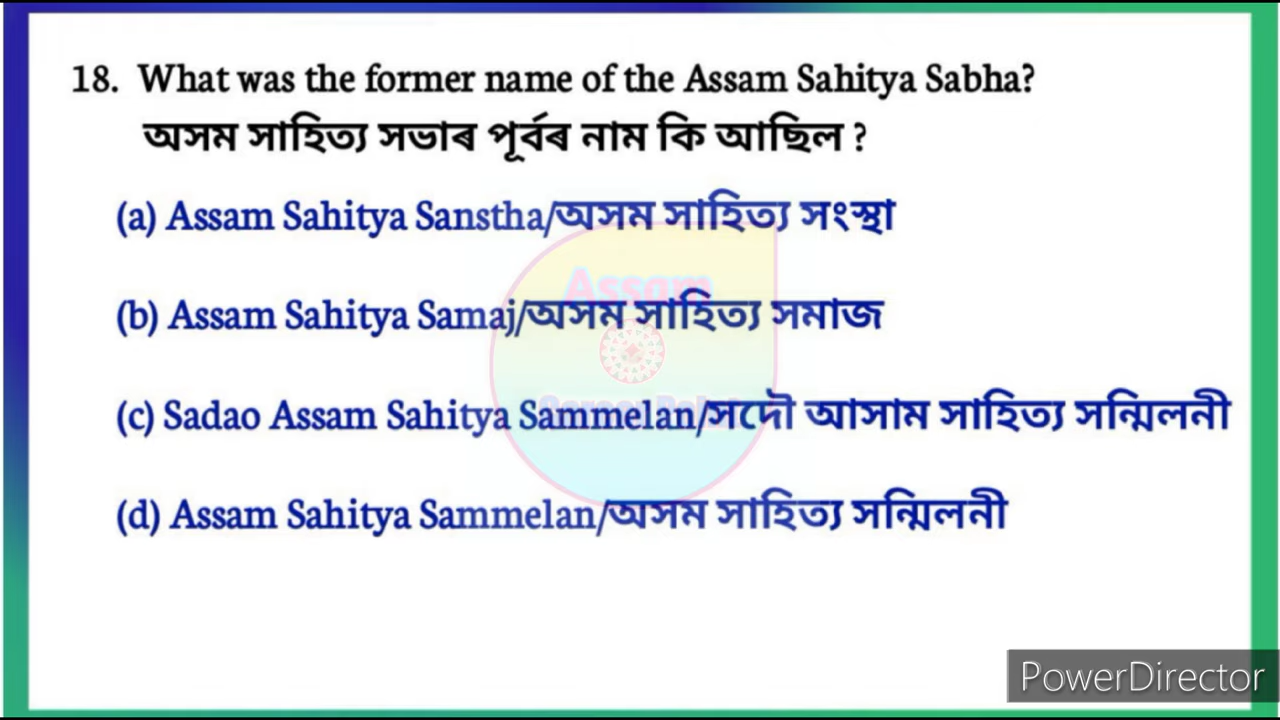 18. What was the former name of the Assam Sahitya Sabha?
অসম সাহিত্য সভাৰ পূৰ্বৰ নাম কি আছিল ?
(a) Assam Sahitya Sanstha/অসম সাহিত্য সংস্থা
Assam
(b) Assam Sahitya Samaj/অসম সাহিত্য সমাজ
(c) Sadao Assam Sahitya Sammelan/সদৌ আসাম সাহিত্য সন্মিলনী
(d) Assam Sahitya Sammelan/অসম সাহিত্য সন্মিলনী
PowerDirector